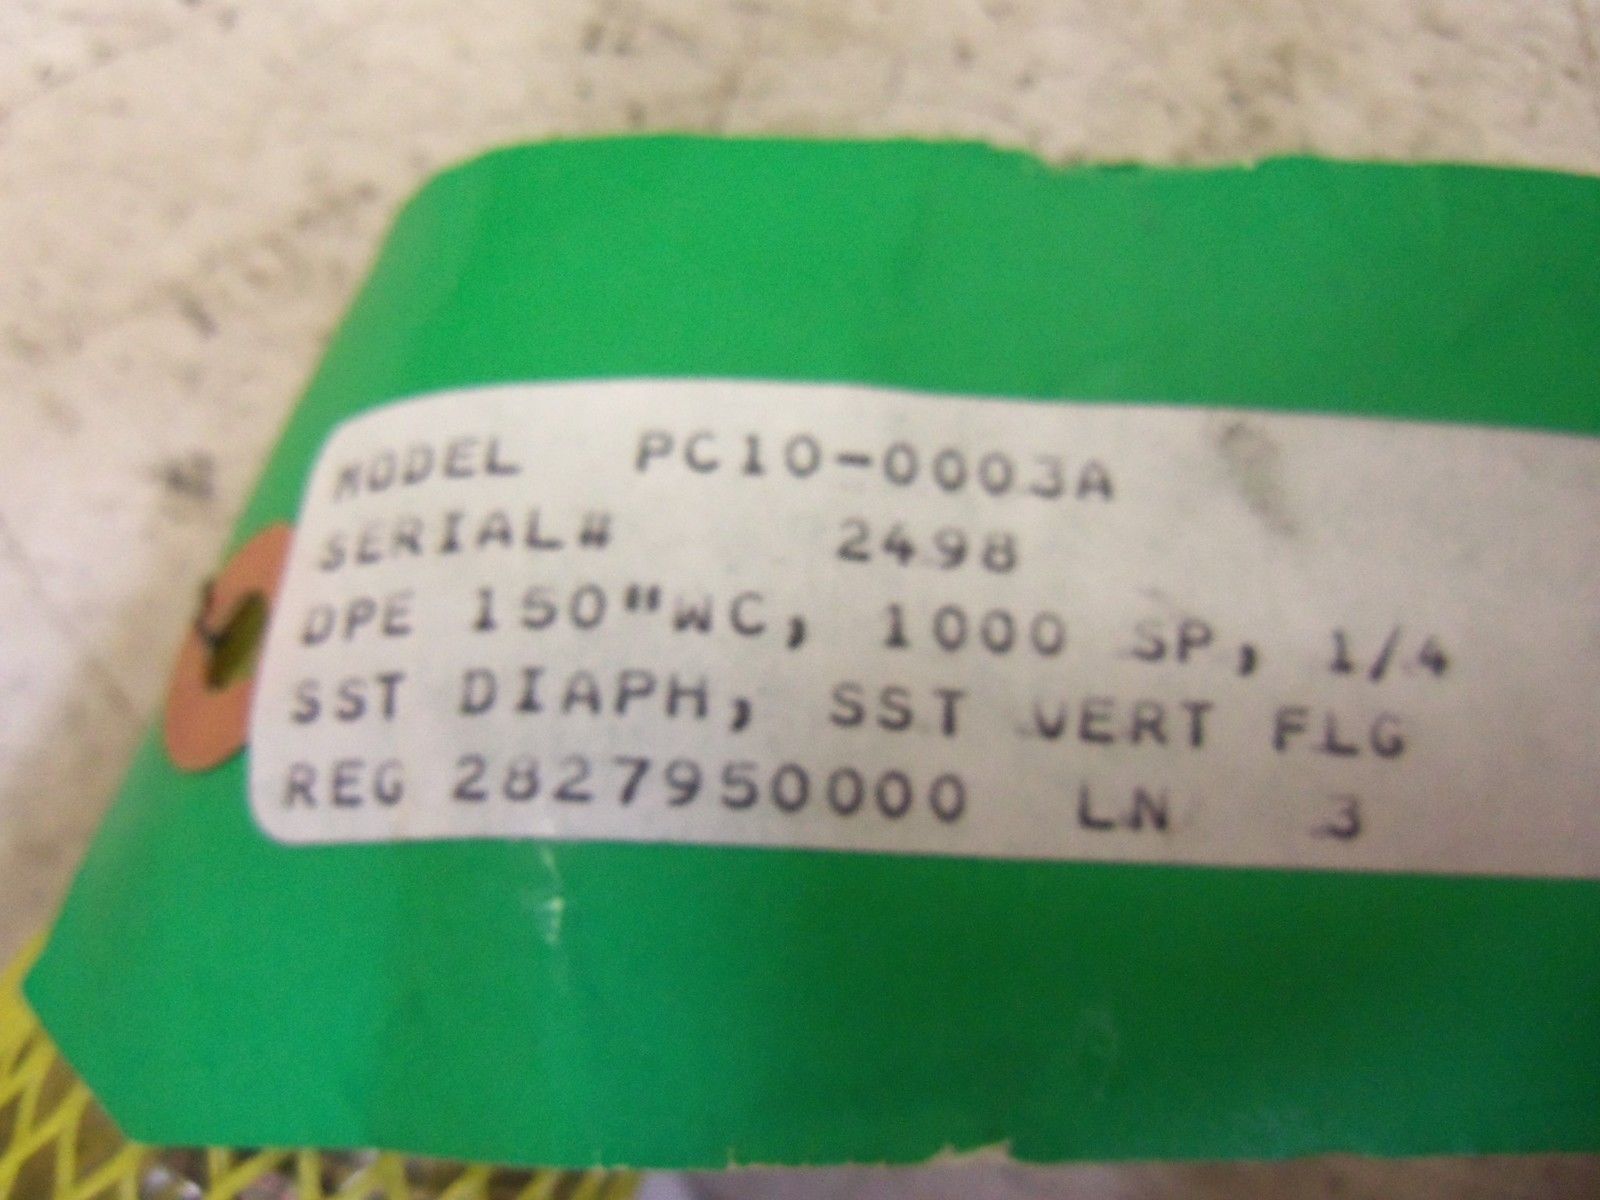 MODEL PC10-0003A
SERIAL# 2498
DPE 150"WC, 1000 SP, 1/4
SST DIAPH, SST VERT FLG
REG 2827950000 LN 3